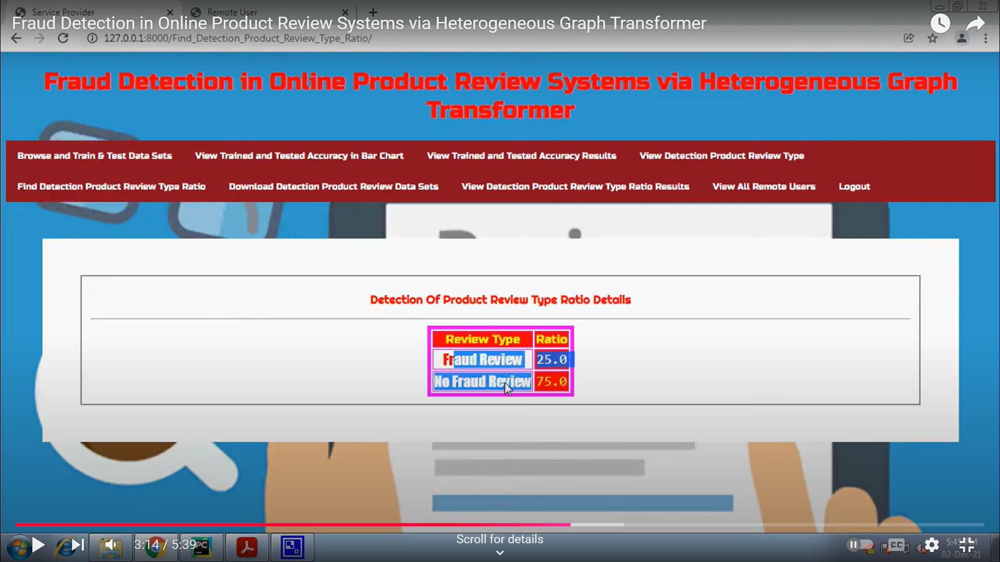 Service Provider
Remote User
Fraud Detection in Online Product Review Systems via Heterogeneous Graph Transformer
127.0.0.1:8000/Find_Detection_Product_Review_Type_Ratio/
Fraud Detection in Online Product Review Systems via Heterogeneous Graph
Transformer
Browse and Train & Test Data Sets View Trained and Tested Accuracy in Bar Chart View Trained and Tested Accuracy Results View Detection Product Review Type
Find Detection Product Review Type Ratio Download Detection Product Review Data Sets View Detection Product Review Type Ratio Results View All Remote Users Logout
Detection Of Product Review Type Ratio Details
Review Type Ratio
Fraud Review 25.0
No Fraud Review 75.0
Scroll for details
3:14 / 5:39
PC
CC
02-Dec-21